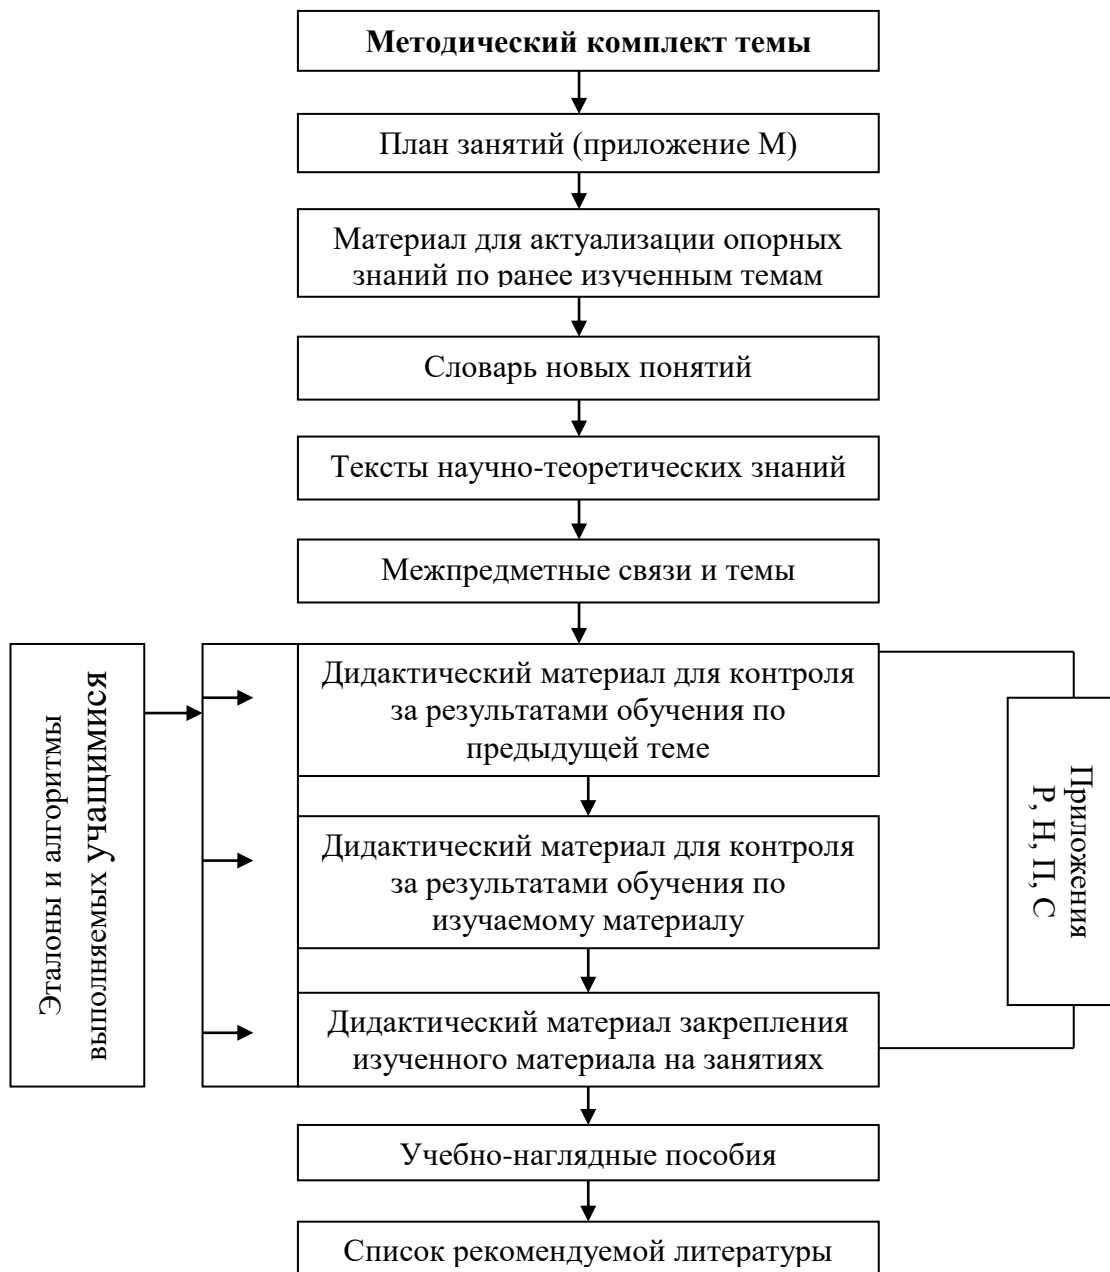 Методический комплект темы
План занятий (приложение М)
Материал для актуализации опорных
знаний по ранее изученным темам
Словарь новых понятий
Тексты научно-теоретических знаний
Межпредметные связи и темы
Эталоны и алгоритмы
выполняемых учащимися
Дидактический материал для контроля
за результатами обучения по
предыдущей теме
Дидактический материал для контроля
за результатами обучения по
изучаемому материалу
Дидактический материал закрепления
изученного материала на занятиях
Приложения
Р, Н, П, С
Учебно-наглядные пособия
Список рекомендуемой литературы